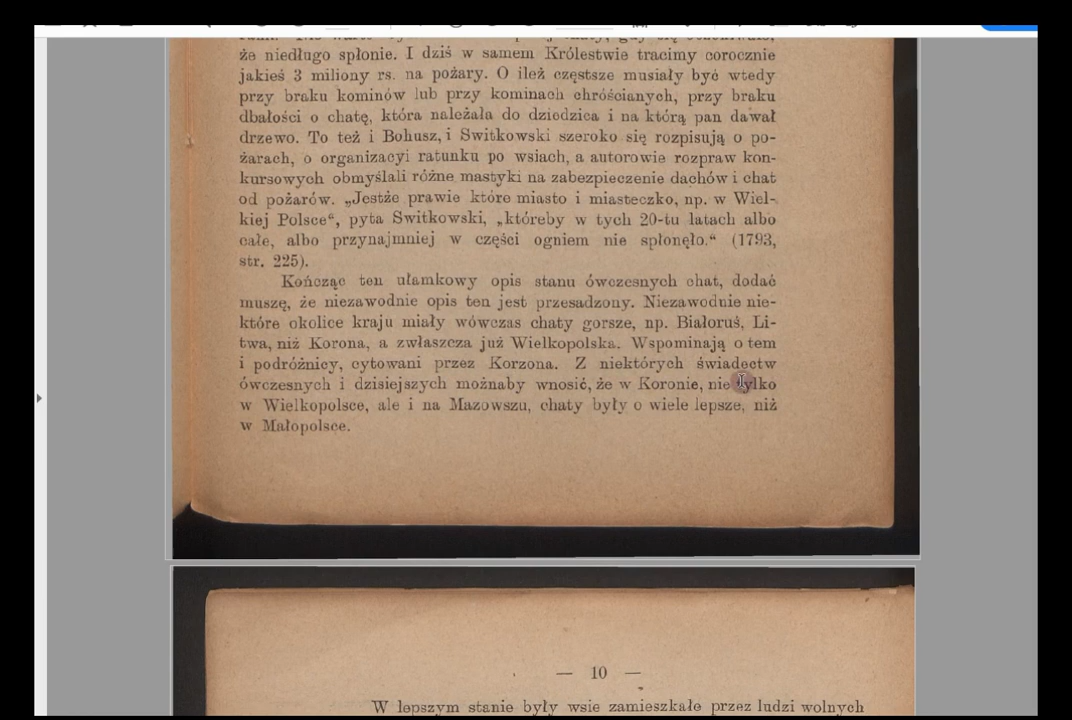 że niedługo spłonie. I dziś w samem Królestwie tracimy corocznie
jakieś 3 miliony rs. na pożary. O ileż częstsze musiały być wtedy
przy braku kominów lub przy kominach chróścianych, przy braku
dbałości o chatę, która należała do dziedzica i na którą pan dawał
drzewo. To też i Bohusz, i Switkowski szeroko się rozpisują o po-
żarach, o organizacyi ratunku po wsiach, a autorowie rozpraw kon-
kursowych obmyślali różne mastyki na zabezpieczenie dachów i chat
od pożarów. „Jestże prawie które miasto i miasteczko, np. w Wiel-
kiej Polsce“, pyta Switkowski, „któreby w tych 20-tu latach albo
całe, albo przynajmniej w części ogniem nie spłonęło.“ (1793,
str. 225).
Kończąc ten ułamkowy opis stanu ówczesnych chat, dodać
muszę, że niezawodnie opis ten jest przesadzony. Niezawodnie nie-
które okolice kraju miały wówczas chaty gorsze, np. Białoruś, Li-
twa, niż Korona, a zwłaszcza już Wielkopolska. Wspominają o tem
i podróżnicy, cytowani przez Korzona. Z niektórych świadectw
ówczesnych i dzisiejszych możnaby wnosić, że w Koronie, nie tylko
w Wielkopolsce, ale i na Mazowszu, chaty były o wiele lepsze, niż
w Małopolsce.
— 10 —
W lepszym stanie były wsie zamieszkałe przez ludzi wolnych